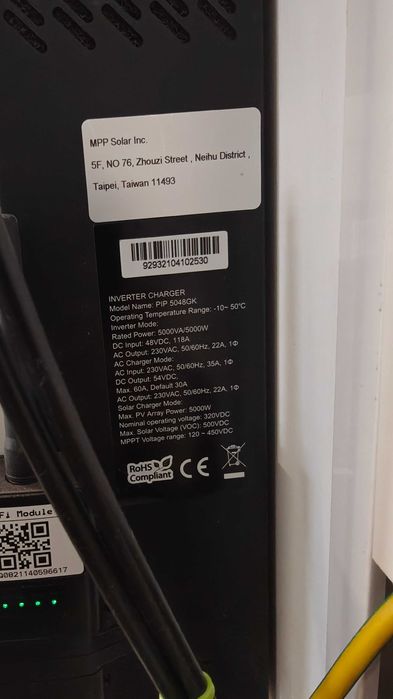 MPP Solar Inc.
5F, NO 76, Zhouzi Street , Neihu District ,
Taipei, Taiwan 11493
92932104102530
INVERTER CHARGER
Model Name: PIP 5048GK
Operating Temperature Range: -10~ 50°C
Inverter Mode:
Rated Power: 5000VA/5000W
DC Input: 48VDC, 118A
AC Output: 230VAC, 50/60Hz, 22A, 1Φ
AC Charger Mode:
AC Input: 230VAC, 50/60Hz, 35A, 1Φ
DC Output: 54VDC,
Max. 60A, Default 30A
AC Output: 230VAC, 50/60Hz, 22A, 1Φ
Solar Charger Mode:
Max. PV Array Power: 5000W
Nominal operating voltage: 320VDC
Max. Solar Voltage (VOC): 500VDC
MPPT Voltage range: 120 ~ 450VDC
RoHS
Compliant
CE
Fi Module
0821140596617